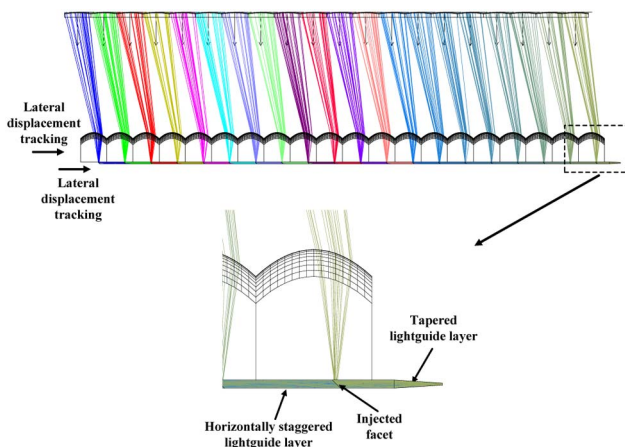 Lateral
displacement
tracking
Lateral
displacement
tracking
Tapered
lightguide layer
Horizontally staggered
lightguide layer
Injected
facet